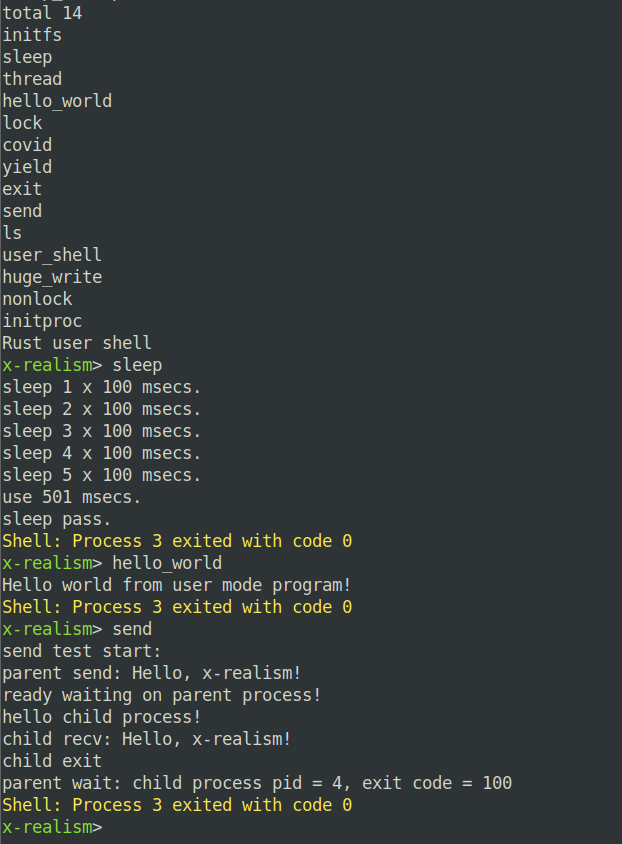 total 14
initfs
sleep
thread
hello_world
lock
covid
yield
exit
send
ls
user_shell
huge_write
nonlock
initproc
Rust user shell
x-realism> sleep
sleep 1 x 100 msecs.
sleep 2 x 100 msecs.
sleep 3 x 100 msecs.
sleep 4 x 100 msecs.
sleep 5 x 100 msecs.
use 501 msecs.
sleep pass.
Shell: Process 3 exited with code 0
x-realism> hello_world
Hello world from user mode program!
Shell: Process 3 exited with code 0
x-realism> send
send test start:
parent send: Hello, x-realism!
ready waiting on parent process!
hello child process!
child recv: Hello, x-realism!
child exit
parent wait: child process pid = 4, exit code = 100
Shell: Process 3 exited with code 0
x-realism>